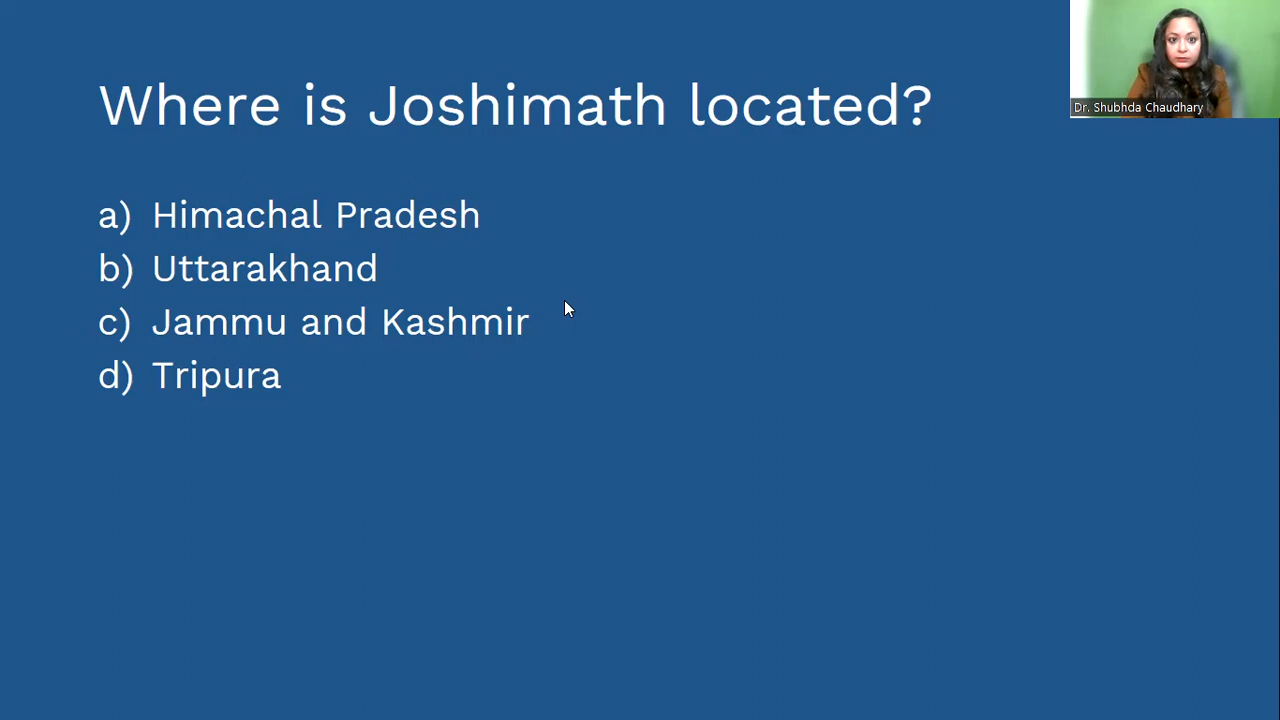 Where is Joshimath located?
Dr. Shubhda Chaudhary
a) Himachal Pradesh
b) Uttarakhand
c) Jammu and Kashmir
d) Tripura